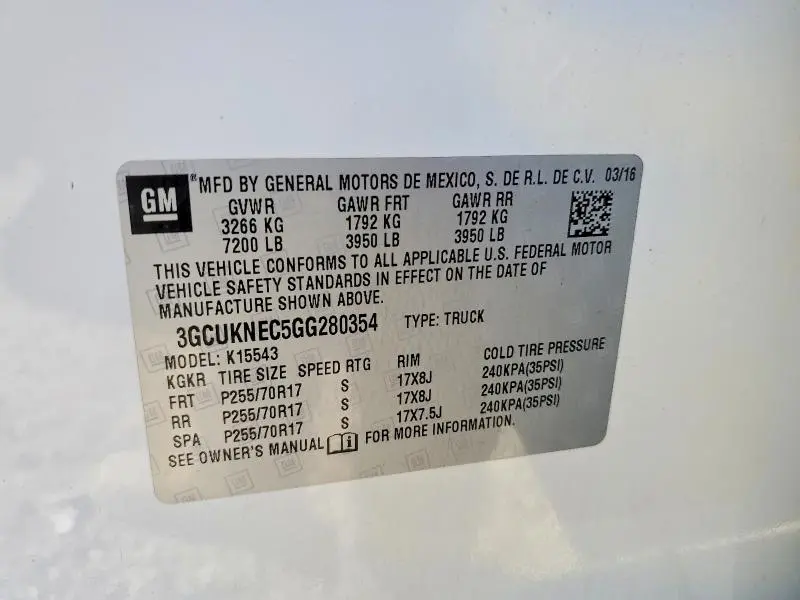 GM ® MFD BY GENERAL MOTORS DE MEXICO, S. DE R.L. DE C.V. 03/16
GVWR GAWR FRT GAWR RR
3266 KG 1792 KG 1792 KG
7200 LB 3950 LB 3950 LB
THIS VEHICLE CONFORMS TO ALL APPLICABLE U.S. FEDERAL MOTOR
VEHICLE SAFETY STANDARDS IN EFFECT ON THE DATE OF
MANUFACTURE SHOWN ABOVE.
3GCUKNEC5GG280354 TYPE: TRUCK
MODEL: K15543
KGKR TIRE SIZE SPEED RTG RIM COLD TIRE PRESSURE
FRT P255/70R17 S 17X8J 240KPA(35PSI)
RR P255/70R17 S 17X8J 240KPA(35PSI)
SPA P255/70R17 S 17X7.5J 240KPA(35PSI)
SEE OWNER'S MANUAL FOR MORE INFORMATION.